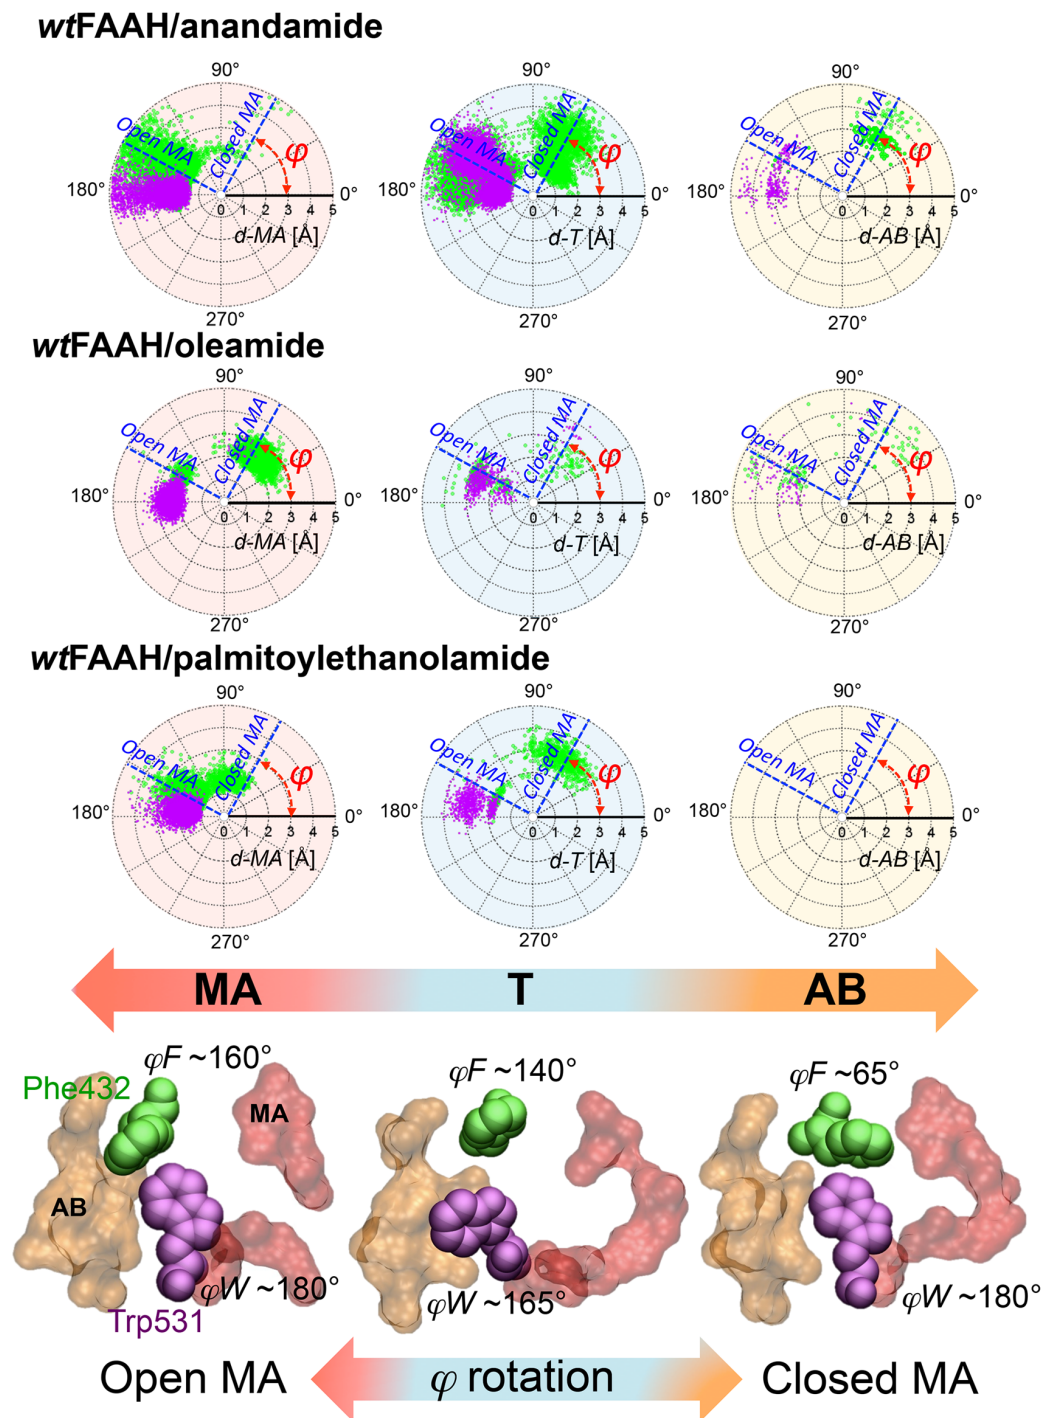 wtFAAH/anandamide
90° 90° 90°
Open MA Closed MA φ Open MA Closed MA φ Open MA Closed MA φ
180° 0° 180° 0° 180° 0°
0 1 2 3 4 5 0 1 2 3 4 5 0 1 2 3 4 5
d-MA [Å] d-T [Å] d-AB [Å]
270° 270° 270°
wtFAAH/oleamide
90° 90° 90°
Open MA Closed MA φ Open MA Closed MA φ Open MA Closed MA φ
180° 0° 180° 0° 180° 0°
0 1 2 3 4 5 0 1 2 3 4 5 0 1 2 3 4 5
d-MA [Å] d-T [Å] d-AB [Å]
270° 270° 270°
wtFAAH/palmitoylethanolamide
90° 90° 90°
Open MA Closed MA φ Open MA Closed MA φ Open MA Closed MA φ
180° 0° 180° 0° 180° 0°
0 1 2 3 4 5 0 1 2 3 4 5 0 1 2 3 4 5
d-MA [Å] d-T [Å] d-AB [Å]
270° 270° 270°
MA T AB
φF ~160° φF ~140° φF ~65°
Phe432
MA
AB
φW ~180° φW ~165° φW ~180°
Trp531
Open MA φ rotation Closed MA